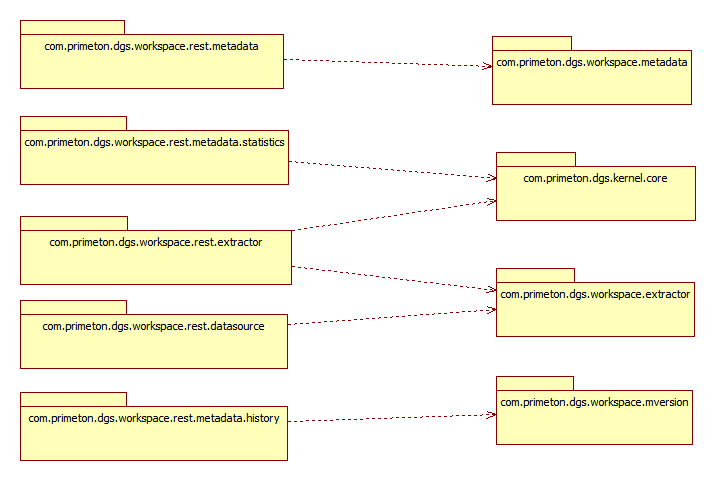 com.primeton.dgs.workspace.rest.metadata
com.primeton.dgs.workspace.metadata
com.primeton.dgs.workspace.rest.metadata.statistics
com.primeton.dgs.kernel.core
com.primeton.dgs.workspace.rest.extractor
com.primeton.dgs.workspace.extractor
com.primeton.dgs.workspace.rest.datasource
com.primeton.dgs.workspace.mversion
com.primeton.dgs.workspace.rest.metadata.history